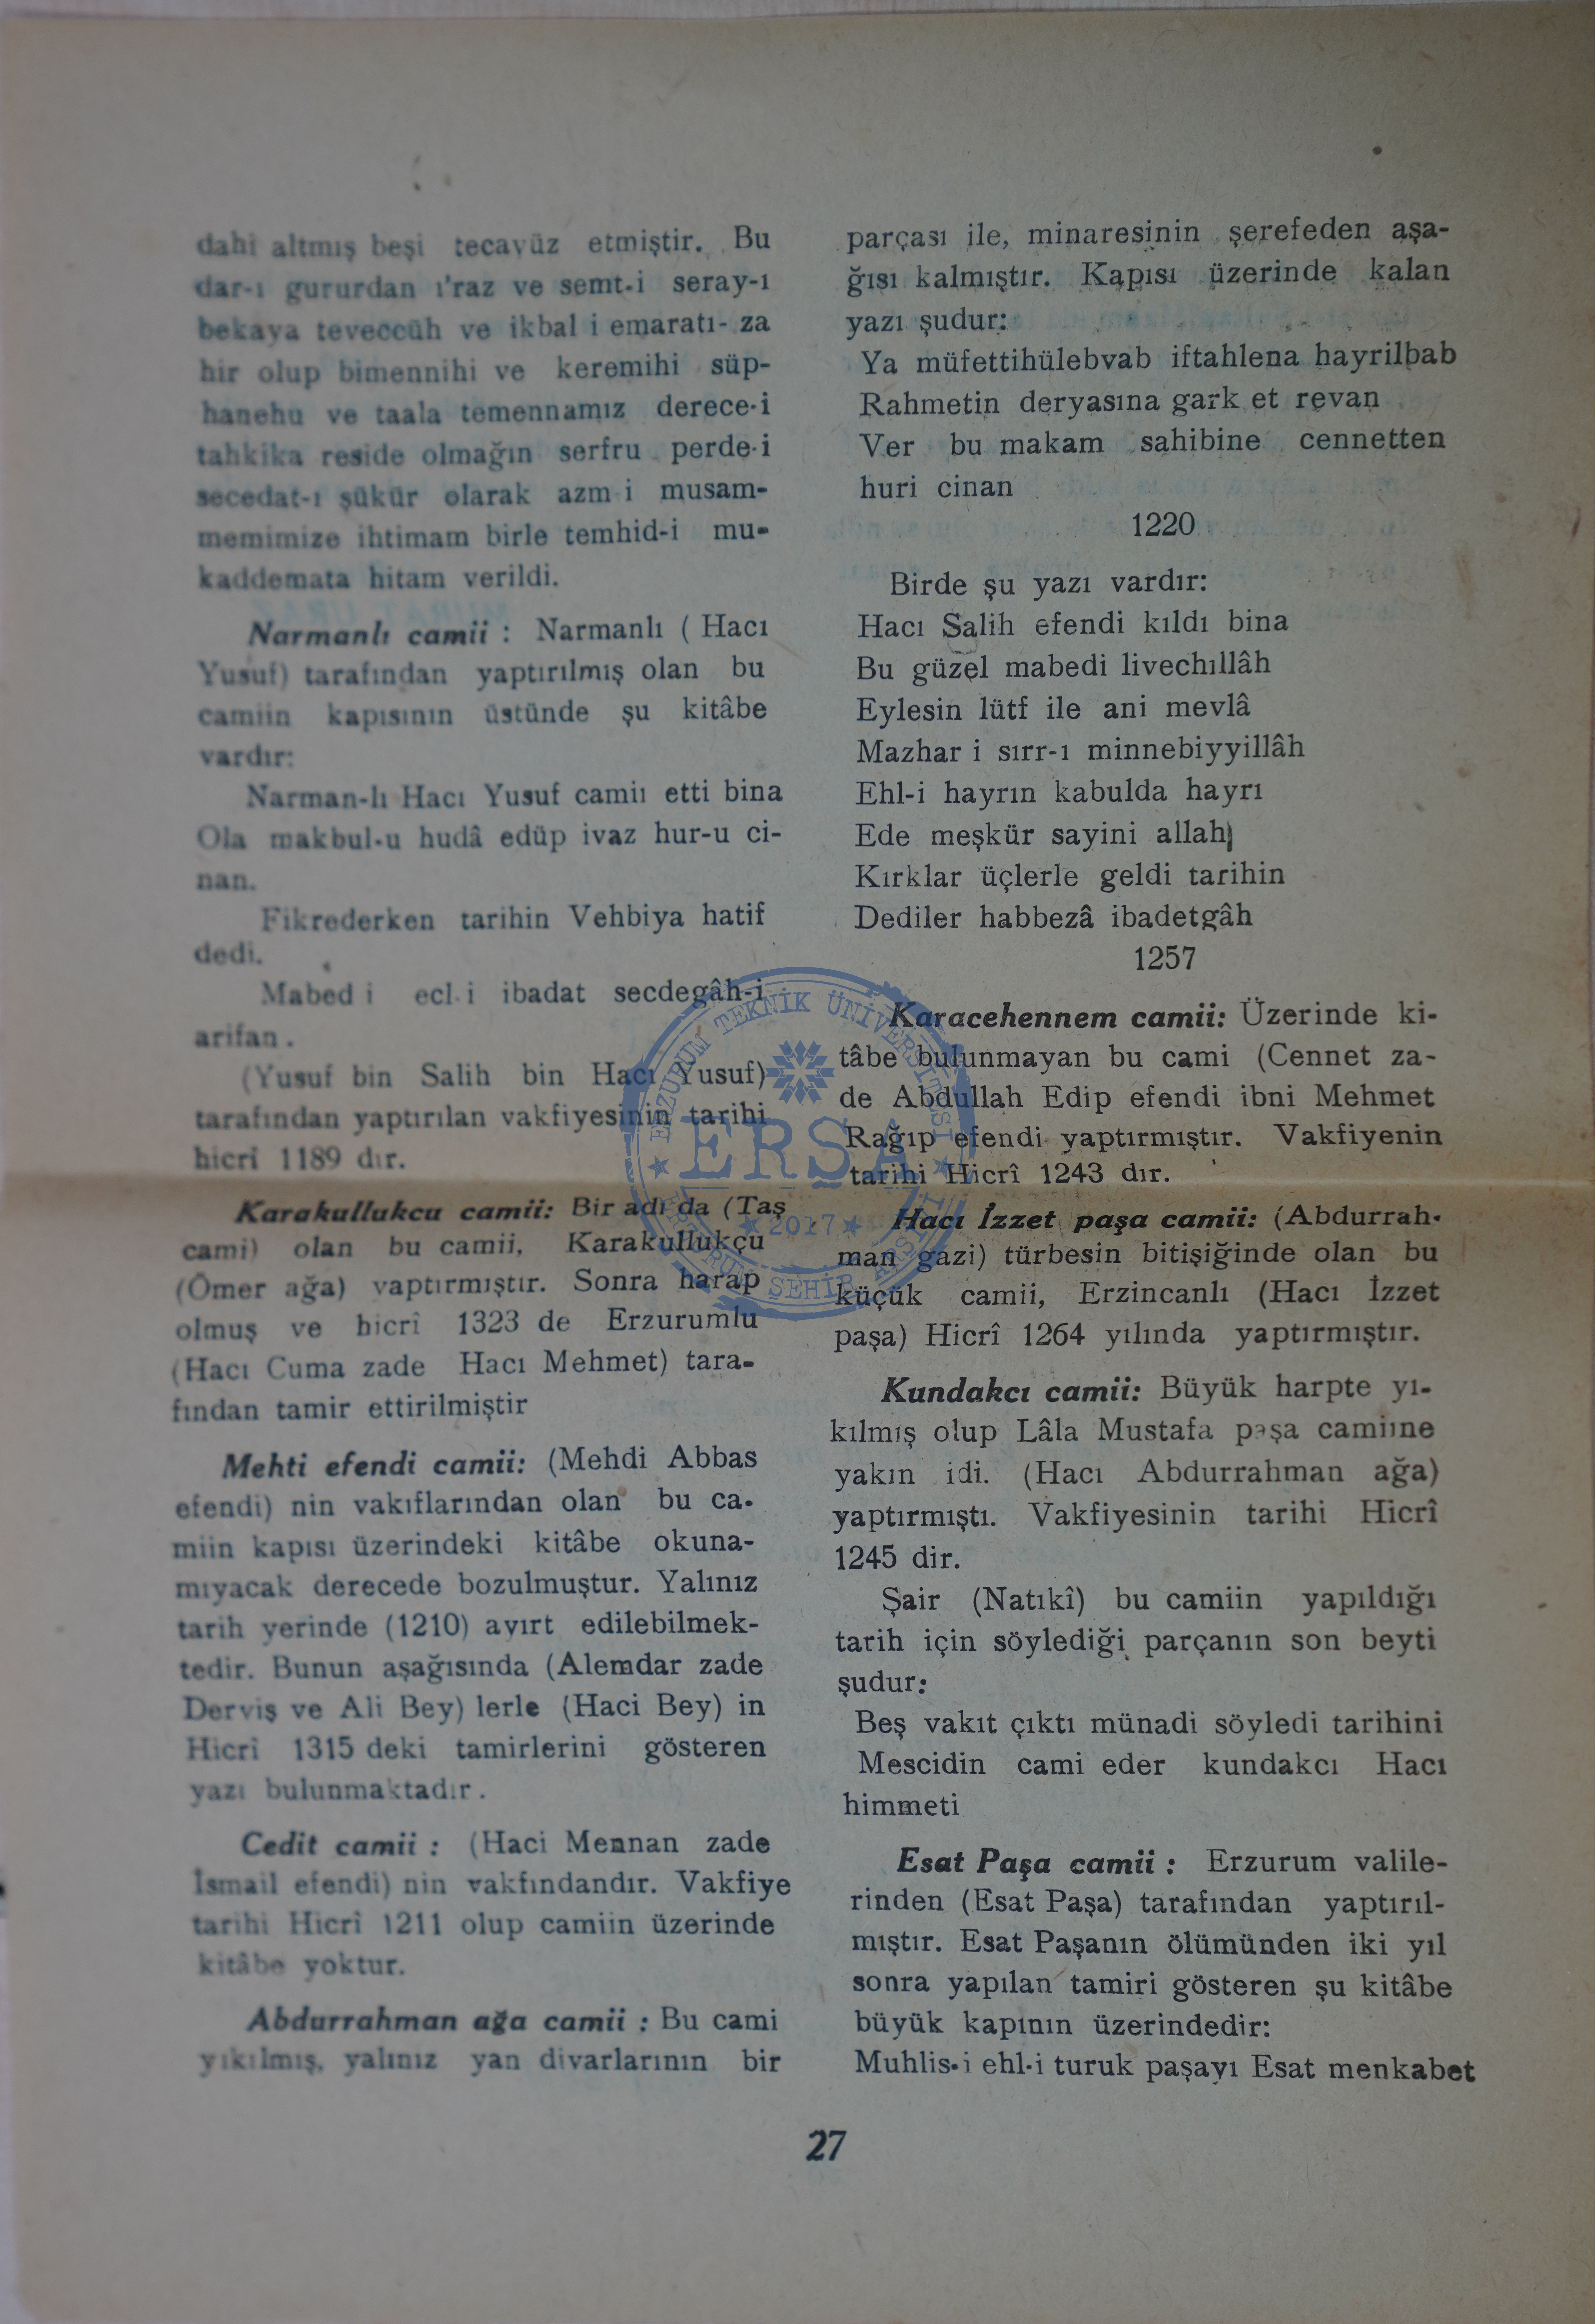 dahi altmış beşi tecavüz etmiştir. Bu
dar-ı gururdan ı'raz ve semt-i seray-ı
bekaya teveccüh ve ikbal i emaratı- za
hir olup bimennihi ve keremihi süp-
hanehu ve taala temennamız derece-i
tahkika reside olmağın serfru perde-i
secedat-ı şükür olarak azm i musam-
memimize ihtimam birle temhid-i mu-
kaddemata hitam verildi.
Narmanlı camii : Narmanlı ( Hacı
Yusuf) tarafından yaptırılmış olan bu
camiin kapısının üstünde şu kitâbe
vardır:
Narman-lı Hacı Yusuf camiı etti bina
Ola makbul-u hudâ edüp ivaz hur-u ci-
nan.
Fikrederken tarihin Vehbiya hatif
dedi.
Mabed i ecl-i ibadat secdegâh-i
arifan .
(Yusuf bin Salih bin Hacı Yusuf)
tarafından yaptırılan vakfiyesinin tarihi
hicrî 1189 dır.
Karakullukcu camii: Bir adı da (Taş
cami) olan bu camii, Karakullukçu
(Ömer ağa) yaptırmıştır. Sonra harap
olmuş ve hicrî 1323 de Erzurumlu
(Hacı Cuma zade Hacı Mehmet) tara-
fından tamir ettirilmiştir
Mehti efendi camii: (Mehdi Abbas
efendi) nin vakıflarından olan bu ca-
miin kapısı üzerindeki kitâbe okuna-
mıyacak derecede bozulmuştur. Yalınız
tarih yerinde (1210) ayırt edilebilmek-
tedir. Bunun aşağısında (Alemdar zade
Derviş ve Ali Bey) lerle (Haci Bey) in
Hicrî 1315 deki tamirlerini gösteren
yazı bulunmaktadır .
Cedit camii : (Haci Mennan zade
İsmail efendi) nin vakfındandır. Vakfiye
tarihi Hicrî 1211 olup camiin üzerinde
kitâbe yoktur.
Abdurrahman ağa camii : Bu cami
yıkılmış, yalınız yan divarlarının bir
parçası ile, minaresinin şerefeden aşa-
ğısı kalmıştır. Kapısı üzerinde kalan
yazı şudur:
Ya müfettihülebvab iftahlena hayrilbab
Rahmetin deryasına gark et revan
Ver bu makam sahibine cennetten
huri cinan
1220
Birde şu yazı vardır:
Hacı Salih efendi kıldı bina
Bu güzel mabedi livechıllâh
Eylesin lütf ile ani mevlâ
Mazhar i sırr-ı minnebiyyillâh
Ehl-i hayrın kabulda hayrı
Ede meşkür sayini allah)
Kırklar üçlerle geldi tarihin
Dediler habbezâ ibadetgâh
1257
Karacehennem camii: Üzerinde ki-
tâbe bulunmayan bu cami (Cennet za-
de Abdullah Edip efendi ibni Mehmet
Rağıp efendi yaptırmıştır. Vakfiyenin
tarihi Hicrî 1243 dır.
Hacı İzzet paşa camii: (Abdurrah-
man gazi) türbesin bitişiğinde olan bu
küçük camii, Erzincanlı (Hacı İzzet
paşa) Hicrî 1264 yılında yaptırmıştır.
Kundakcı camii: Büyük harpte yı-
kılmış olup Lâla Mustafa paşa camiıne
yakın idi. (Hacı Abdurrahman ağa)
yaptırmıştı. Vakfiyesinin tarihi Hicrî
1245 dir.
Şair (Natıkî) bu camiin yapıldığı
tarih için söylediği parçanın son beyti
şudur:
Beş vakıt çıktı münadi söyledi tarihini
Mescidin cami eder kundakcı Hacı
himmeti
Esat Paşa camii : Erzurum valile-
rinden (Esat Paşa) tarafından yaptırıl-
mıştır. Esat Paşanın ölümünden iki yıl
sonra yapılan tamiri gösteren şu kitâbe
büyük kapının üzerindedir:
Muhlis-i ehl-i turuk paşayı Esat menkabet
27
ERZURUM TEKNİK ÜNİVERSİTESİ
ERŞA
2017
ERZURUM ŞEHİR ARŞİVİ